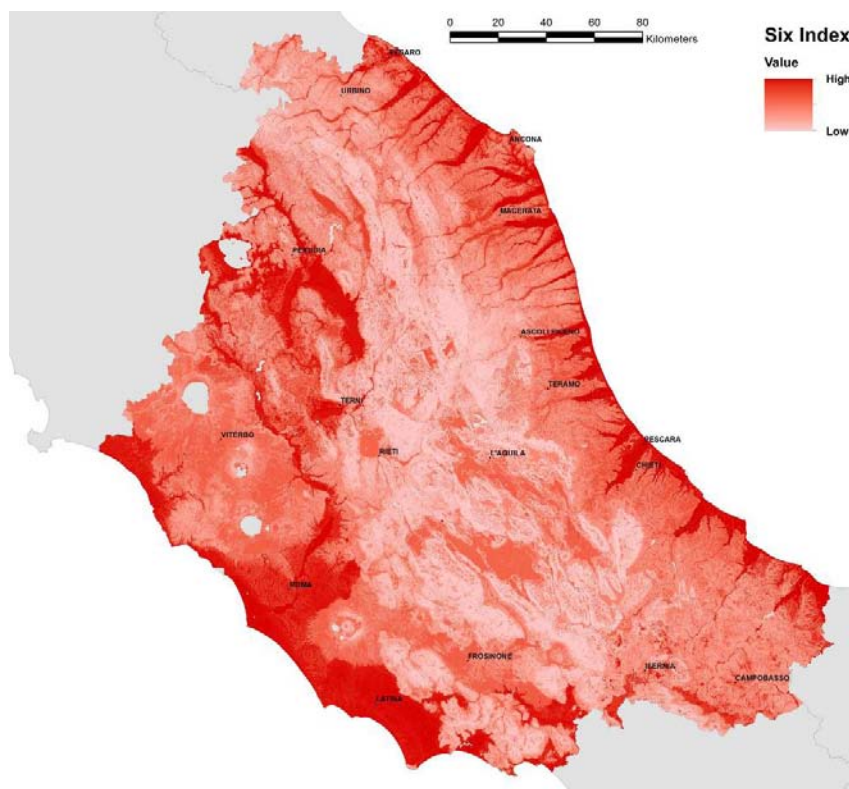 0 20 40 60 80
Kilometers
Six Index
Value
High
Low
PESARO
URBINO
ANCONA
MACERATA
PERUGIA
ASCOLI PICENO
TERAMO
TERNI
VITERBO
RIETI
L'AQUILA
PESCARA
CHIETI
ROMA
FROSINONE
ISERNIA
CAMPOBASSO
LATINA